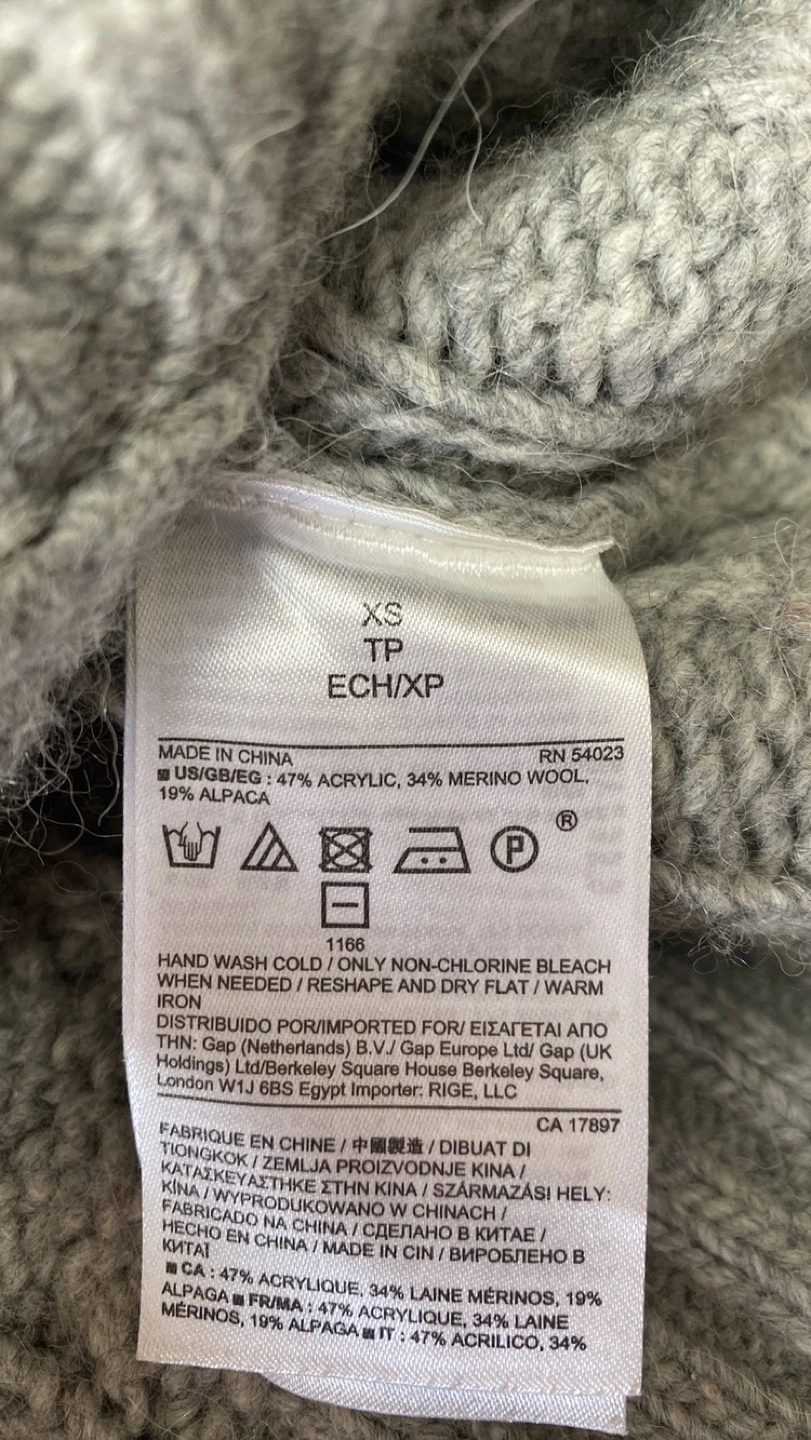 XS
TP
ECH/XP
MADE IN CHINA RN 54023
■ US/GB/EG : 47% ACRYLIC, 34% MERINO WOOL,
19% ALPACA
P ®
1166
HAND WASH COLD / ONLY NON-CHLORINE BLEACH
WHEN NEEDED / RESHAPE AND DRY FLAT / WARM
IRON
DISTRIBUIDO POR/IMPORTED FOR/ ΕΙΣΑΓΕΤΑΙ ΑΠΟ
ΤΗΝ: Gap (Netherlands) B.V./ Gap Europe Ltd/ Gap (UK
Holdings) Ltd/Berkeley Square House Berkeley Square,
London W1J 6BS Egypt Importer: RIGE, LLC
CA 17897
FABRIQUE EN CHINE / 中國製造 / DIBUAT DI
TIONGKOK / ZEMLJA PROIZVODNJE KINA /
ΚΑΤΑΣΚΕΥΑΣΤΗΚΕ ΣΤΗΝ ΚΙΝΑ / SZÁRMAZÁSI HELY:
KÍNA / WYPRODUKOWANO W CHINACH /
FABRICADO NA CHINA / СДЕЛАНО В КИТАЕ /
HECHO EN CHINA / MADE IN CIN / ВИРОБЛЕНО В
КИТАЇ
■ CA : 47% ACRYLIQUE, 34% LAINE MÉRINOS, 19%
ALPAGA ■ FR/MA : 47% ACRYLIQUE, 34% LAINE
MÉRINOS, 19% ALPAGA ■ IT : 47% ACRILICO, 34%